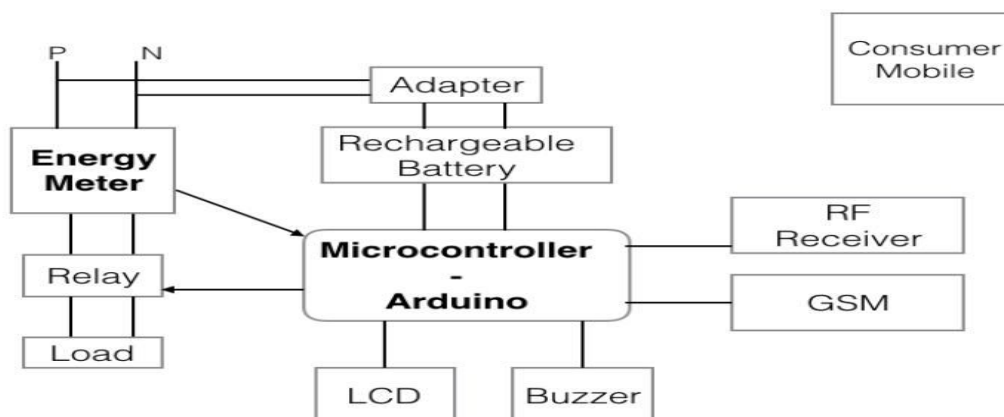 P N
Consumer
Mobile
Adapter
Rechargeable
Battery
Energy
Meter
RF
Receiver
Microcontroller
-
Arduino
Relay
GSM
Load
LCD
Buzzer